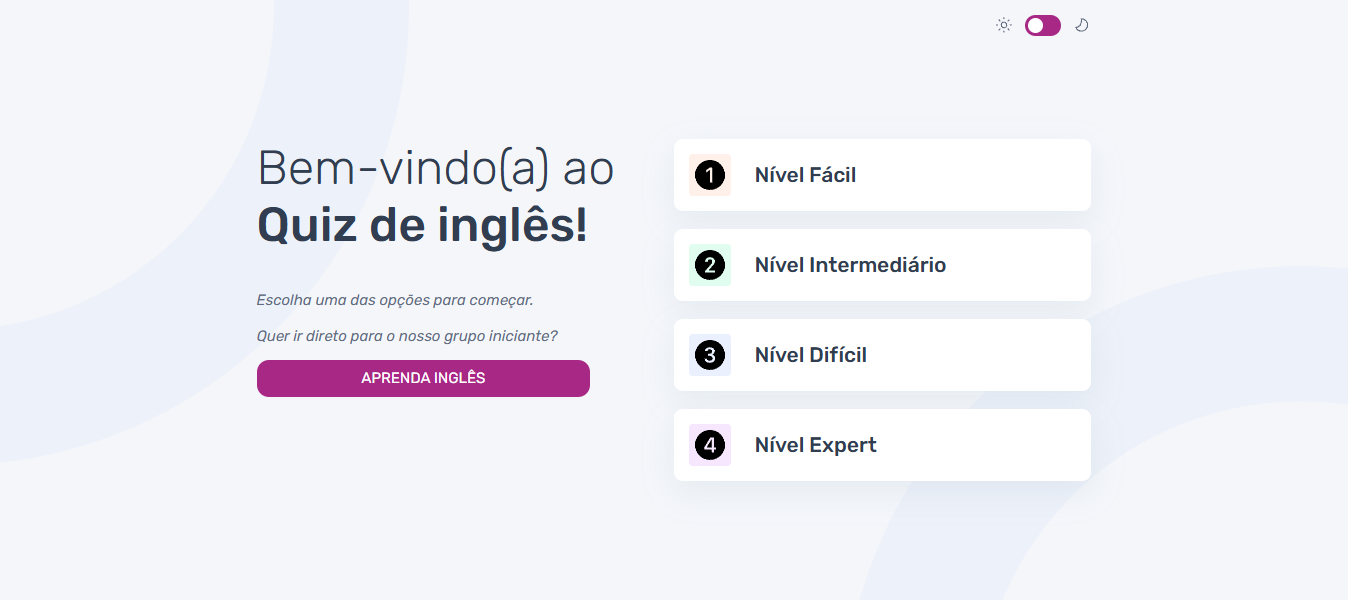 Bem-vindo(a) ao
Quiz de inglês!
Escolha uma das opções para começar.
Quer ir direto para o nosso grupo iniciante?
APRENDA INGLÊS
1 Nível Fácil
2 Nível Intermediário
3 Nível Difícil
4 Nível Expert